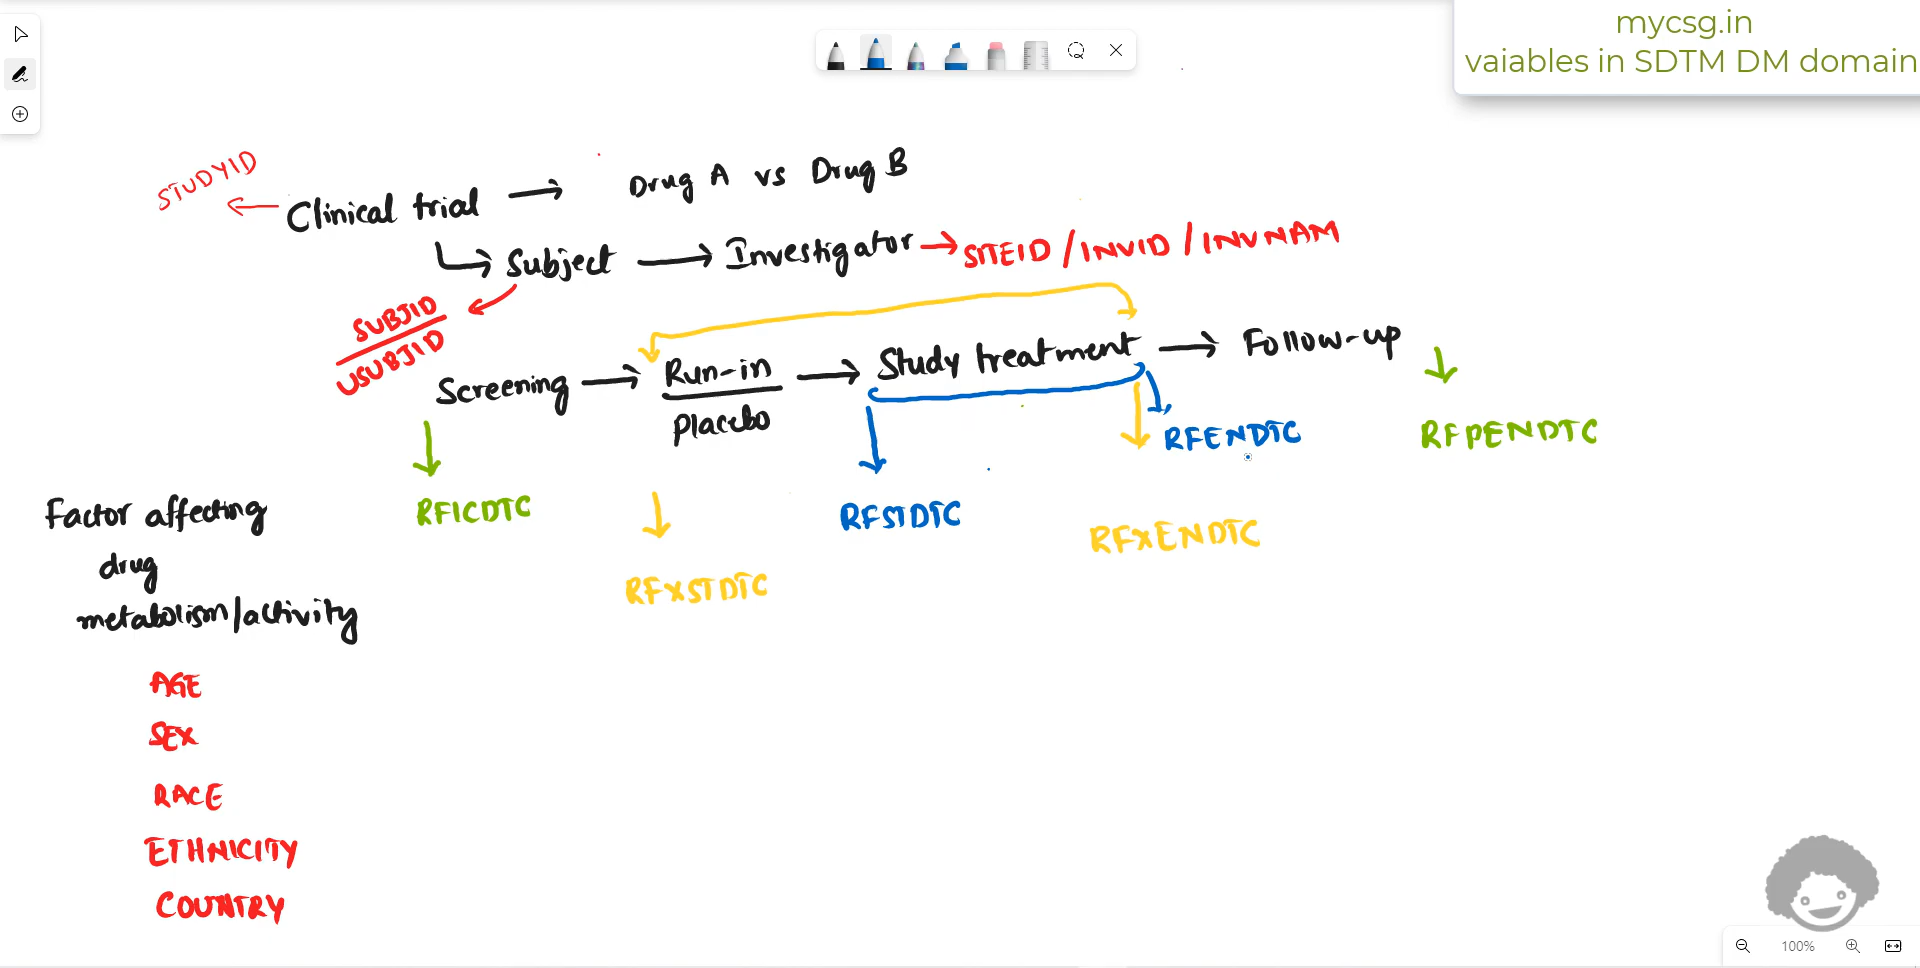 mycsg.in
vaiables in SDTM DM domain
STUDYID
Clinical trial → Drug A vs Drug B
Subject → Investigator → SITEID / INVID / INVNAM
SUBJID
USUBJID
Screening → Run-in → Study treatment → Follow-up
Placebo
RFENDTC
RFPENDTC
RFICDTC
RFSTDTC
RFXENDTC
RFXSTDTC
Factor affecting
drug
metabolism/activity
AGE
SEX
RACE
ETHNICITY
COUNTRY
100%